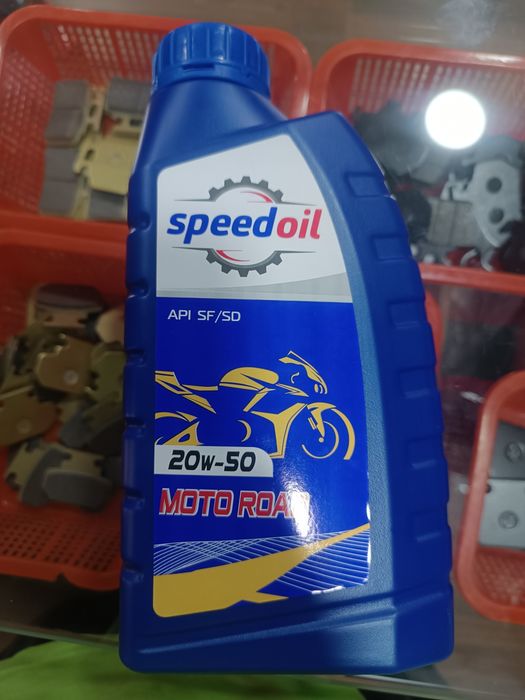 speedoil
API SF/SD
20w-50
MOTO ROAD